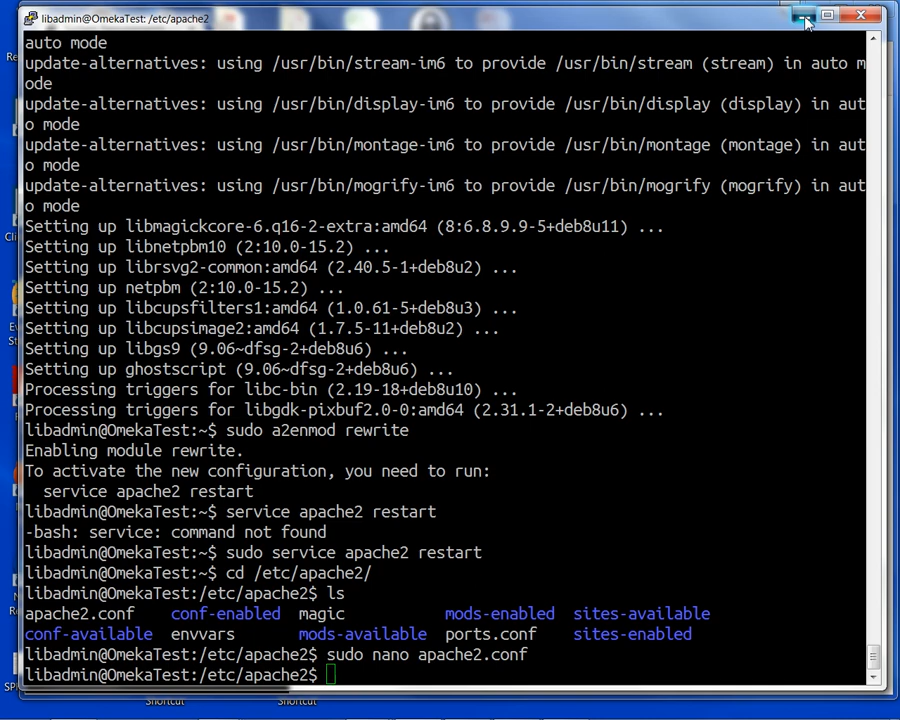 libadmin@OmekaTest: /etc/apache2
auto mode
update-alternatives: using /usr/bin/stream-im6 to provide /usr/bin/stream (stream) in auto m
ode
update-alternatives: using /usr/bin/display-im6 to provide /usr/bin/display (display) in aut
o mode
update-alternatives: using /usr/bin/montage-im6 to provide /usr/bin/montage (montage) in aut
o mode
update-alternatives: using /usr/bin/mogrify-im6 to provide /usr/bin/mogrify (mogrify) in aut
o mode
Setting up libmagickcore-6.q16-2-extra:amd64 (8:6.8.9.9-5+deb8u11) ...
Setting up libnetpbm10 (2:10.0-15.2) ...
Setting up librsvg2-common:amd64 (2.40.5-1+deb8u2) ...
Setting up netpbm (2:10.0-15.2) ...
Setting up libcupsfilters1:amd64 (1.0.61-5+deb8u3) ...
Setting up libcupsimage2:amd64 (1.7.5-11+deb8u2) ...
Setting up libgs9 (9.06~dfsg-2+deb8u6) ...
Setting up ghostscript (9.06~dfsg-2+deb8u6) ...
Processing triggers for libc-bin (2.19-18+deb8u10) ...
Processing triggers for libgdk-pixbuf2.0-0:amd64 (2.31.1-2+deb8u6) ...
libadmin@OmekaTest:~$ sudo a2enmod rewrite
Enabling module rewrite.
To activate the new configuration, you need to run:
  service apache2 restart
libadmin@OmekaTest:~$ service apache2 restart
-bash: service: command not found
libadmin@OmekaTest:~$ sudo service apache2 restart
libadmin@OmekaTest:~$ cd /etc/apache2/
libadmin@OmekaTest:/etc/apache2$ ls
apache2.conf    conf-enabled  magic           mods-enabled  sites-available
conf-available  envvars       mods-available  ports.conf    sites-enabled
libadmin@OmekaTest:/etc/apache2$ sudo nano apache2.conf
libadmin@OmekaTest:/etc/apache2$
Shortcut Shortcut